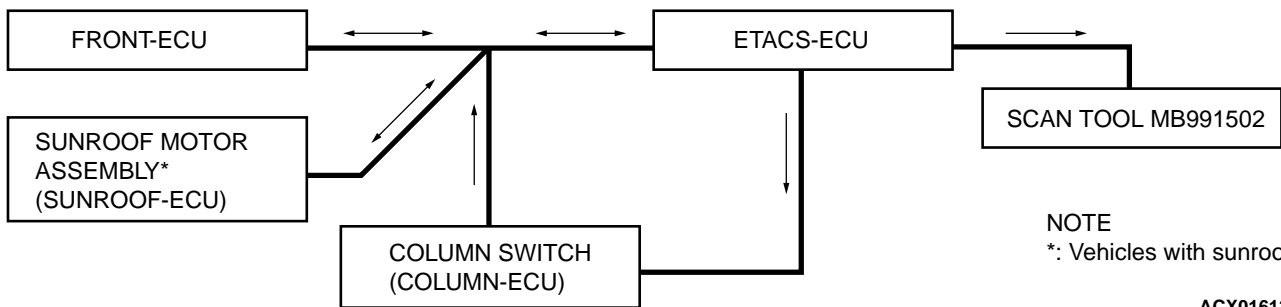 FRONT-ECU
ETACS-ECU
SUNROOF MOTOR
ASSEMBLY*
(SUNROOF-ECU)
SCAN TOOL MB991502
COLUMN SWITCH
(COLUMN-ECU)
NOTE
*: Vehicles with